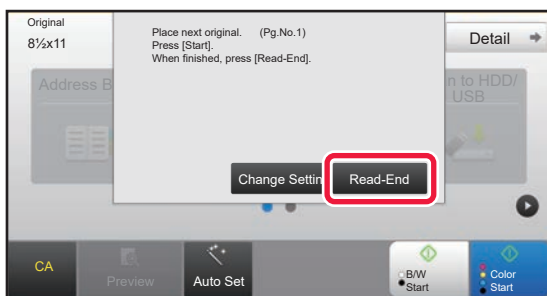 Original
8½x11
Place next original. (Pg.No.1)
Press [Start].
When finished, press [Read-End].
Detail
Address B
n to HDD/
USB
Change Settin
Read-End
CA
Preview
Auto Set
B/W
Start
Color
Start